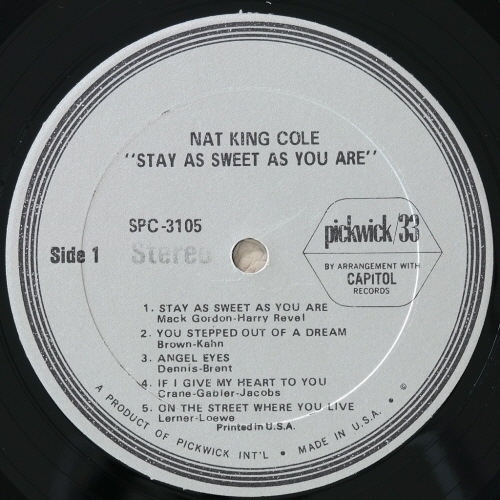 NAT KING COLE
"STAY AS SWEET AS YOU ARE"
SPC-3105
Side 1 Stereo
pickwick/33
BY ARRANGEMENT WITH
CAPITOL
RECORDS
1. STAY AS SWEET AS YOU ARE
Mack Gordon-Harry Revel
2. YOU STEPPED OUT OF A DREAM
Brown-Kahn
3. ANGEL EYES
Dennis-Brent
4. IF I GIVE MY HEART TO YOU
Crane-Gabler-Jacobs
5. ON THE STREET WHERE YOU LIVE
Lerner-Loewe
Printed in U.S.A.
A PRODUCT OF PICKWICK INT'L • MADE IN U.S.A. • ©